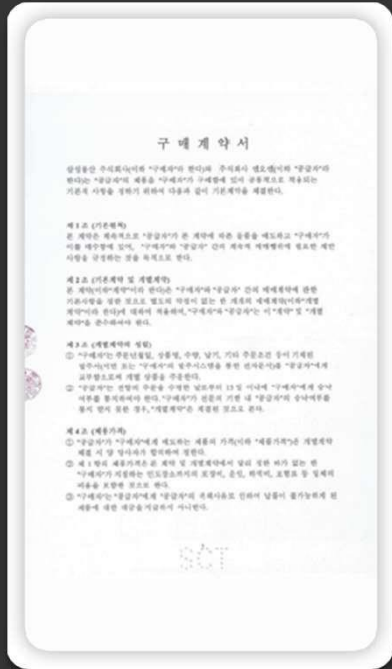 구 매 계 약 서
삼성물산 주식회사(이하 "구매자"라 한다)와 주식회사 엠로엠(이하 "공급자"라
한다)는 "공급자"의 제품을 "구매자"가 구매함에 있어 공통적으로 적용되는
기본적 사항을 정하기 위하여 다음과 같이 기본계약을 체결한다.
제 1 조 (기본원칙)
본 계약은 계속적으로 "공급자"가 본 계약에 따른 물품을 매도하고 "구매자"가
이를 매수함에 있어, "구매자"와 "공급자" 간의 계속적 매매행위에 필요한 제반
사항을 규정하는 것을 목적으로 한다.
제 2 조 (기본계약 및 개별계약)
본 계약(이하"계약"이라 한다)은 "구매자"와 "공급자" 간의 매매계약에 관한
기본사항을 정한 것으로 별도의 약정이 없는 한 개개의 매매계약(이하"개별
계약"이라 한다)에 대하여 적용하며, "구매자"와 "공급자"는 이 "계약" 및 "개별
계약"을 준수하여야 한다.
제 3 조 (개별계약의 성립)
① "구매자"는 주문년월일, 상품명, 수량, 납기, 기타 주문조건 등이 기재된
발주서(서면 또는 "구매자"의 발주시스템을 통한 전자문서)를 "공급자"에게
교부함으로써 개별 상품을 주문한다.
② "공급자"는 전항의 주문을 수령한 날로부터 15 일 이내에 "구매자"에게 승낙
여부를 통지하여야 한다. "구매자"가 전문의 기한 내 "공급자"의 승낙여부를
통지 받지 못한 경우, "개별계약"은 체결된 것으로 본다.
제 4 조 (제품가격)
① "공급자"가 "구매자"에게 매도하는 제품의 가격(이하 "제품가격")은 개별계약
체결 시 양 당사자가 합의하여 정한다.
② 제 1 항의 제품가격은 본 계약 및 개별계약에서 달리 정한 바가 없는 한
"구매자"가 지정하는 인도장소까지의 포장비, 운임, 하역비, 보험료 등 일체의
비용을 포함한 것으로 한다.
③ "구매자"는 "공급자"에게 "공급자"의 귀책사유로 인하여 납품이 불가능하게 된
제품에 대한 대금을 지급하지 아니한다.
SCT